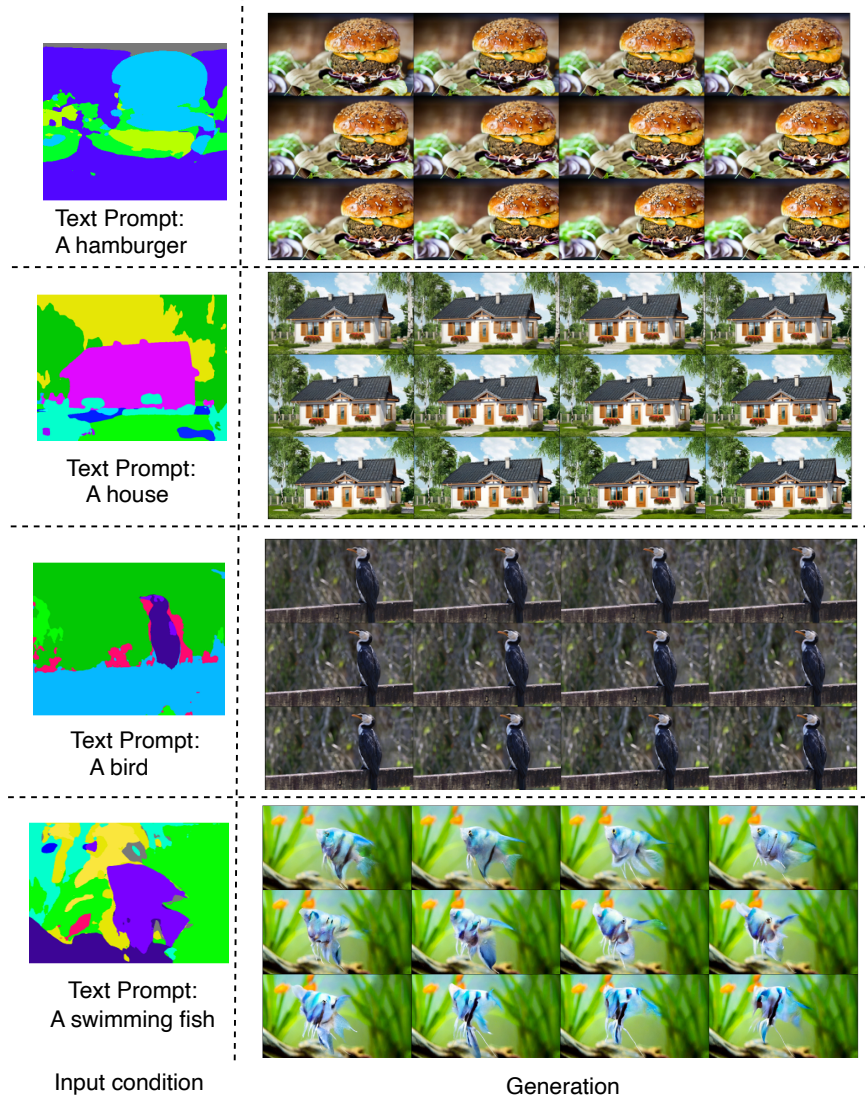 Text Prompt:
A hamburger
Text Prompt:
A house
Text Prompt:
A bird
Text Prompt:
A swimming fish
Input condition
Generation